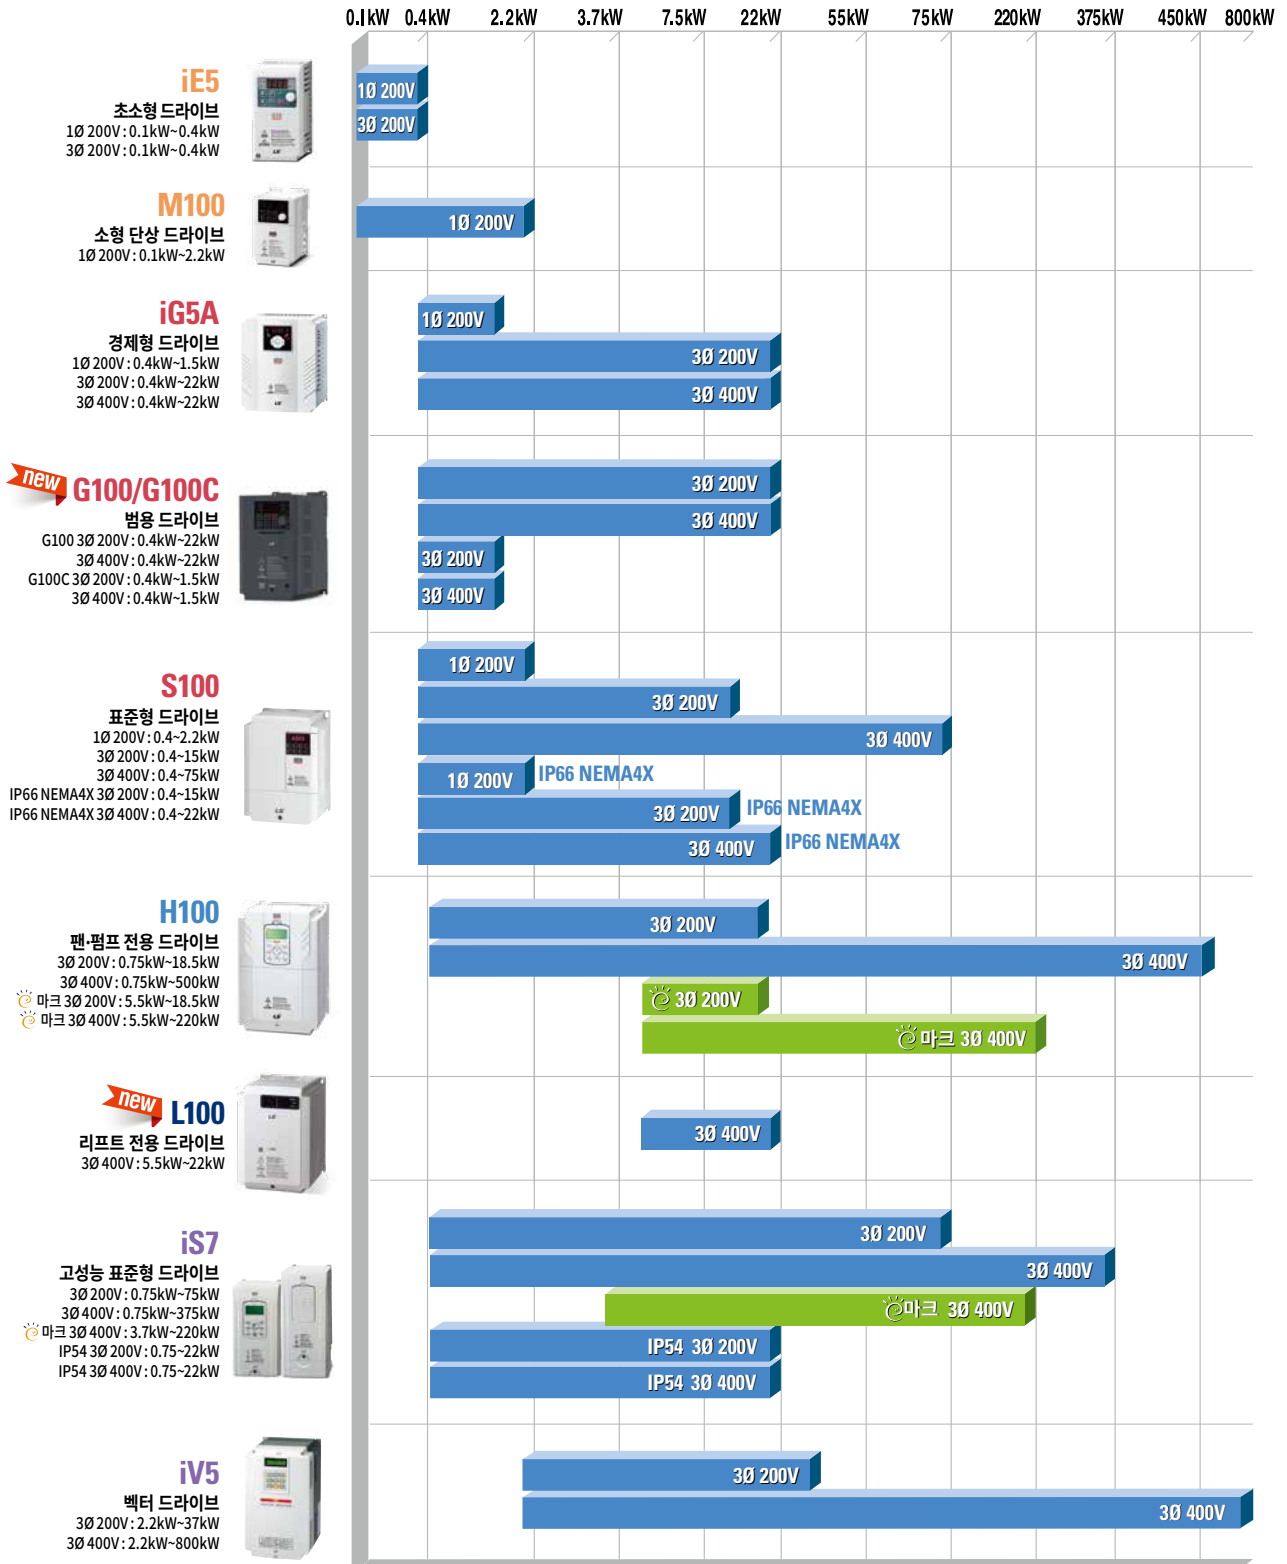 0.1kW 0.4kW 2.2kW 3.7kW 7.5kW 22kW 55kW 75kW 220kW 375kW 450kW 800kW
iE5
초소형 드라이브
1Ø 200V : 0.1kW~0.4kW
3Ø 200V : 0.1kW~0.4kW
1Ø 200V
3Ø 200V
M100
소형 단상 드라이브
1Ø 200V : 0.1kW~2.2kW
1Ø 200V
iG5A
경제형 드라이브
1Ø 200V : 0.4kW~1.5kW
3Ø 200V : 0.4kW~22kW
3Ø 400V : 0.4kW~22kW
1Ø 200V
3Ø 200V
3Ø 400V
new
G100/G100C
범용 드라이브
G100 3Ø 200V : 0.4kW~22kW
3Ø 400V : 0.4kW~22kW
G100C 3Ø 200V : 0.4kW~1.5kW
3Ø 400V : 0.4kW~1.5kW
3Ø 200V
3Ø 400V
3Ø 200V
3Ø 400V
S100
표준형 드라이브
1Ø 200V : 0.4~2.2kW
3Ø 200V : 0.4~15kW
3Ø 400V : 0.4~75kW
IP66 NEMA4X 3Ø 200V : 0.4~15kW
IP66 NEMA4X 3Ø 400V : 0.4~22kW
1Ø 200V
3Ø 200V
3Ø 400V
1Ø 200V IP66 NEMA4X
3Ø 200V IP66 NEMA4X
3Ø 400V IP66 NEMA4X
H100
팬·펌프 전용 드라이브
3Ø 200V : 0.75kW~18.5kW
3Ø 400V : 0.75kW~500kW
마크 3Ø 200V : 5.5kW~18.5kW
마크 3Ø 400V : 5.5kW~220kW
3Ø 200V
3Ø 400V
3Ø 200V
마크 3Ø 400V
new
L100
리프트 전용 드라이브
3Ø 400V : 5.5kW~22kW
3Ø 400V
iS7
고성능 표준형 드라이브
3Ø 200V : 0.75kW~75kW
3Ø 400V : 0.75kW~375kW
마크 3Ø 400V : 3.7kW~220kW
IP54 3Ø 200V : 0.75~22kW
IP54 3Ø 400V : 0.75~22kW
3Ø 200V
3Ø 400V
마크 3Ø 400V
IP54 3Ø 200V
IP54 3Ø 400V
iV5
벡터 드라이브
3Ø 200V : 2.2kW~37kW
3Ø 400V : 2.2kW~800kW
3Ø 200V
3Ø 400V